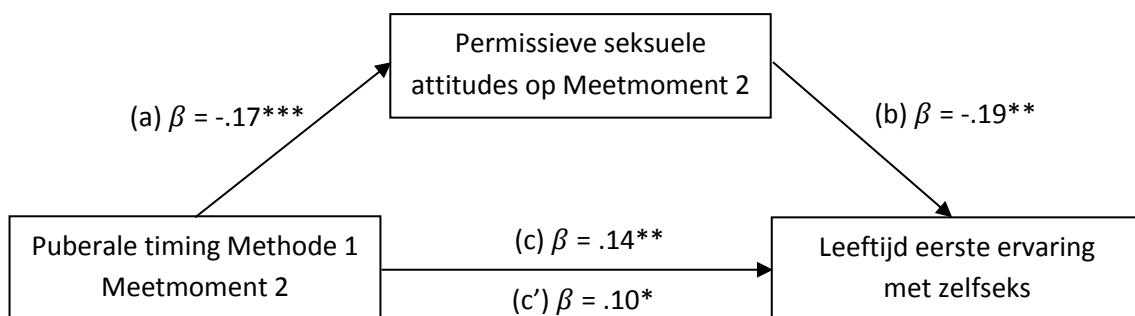 Permissieve seksuele
attitudes op Meetmoment 2
(a) 𝛽 = -.17***
(b) 𝛽 = -.19**
Puberale timing Methode 1
Meetmoment 2
(c) 𝛽 = .14**
(c’) 𝛽 = .10*
Leeftijd eerste ervaring
met zelfseks